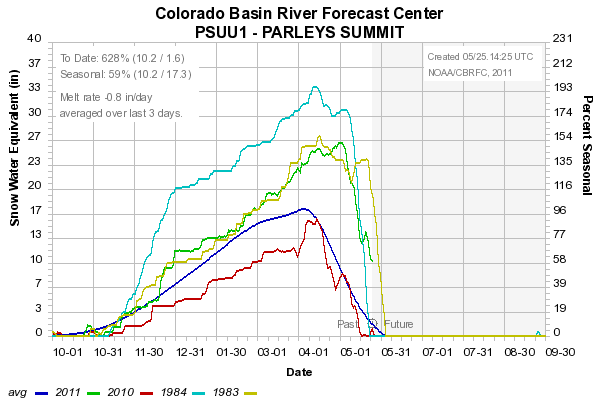 Colorado Basin River Forecast Center
PSUU1 - PARLEYS SUMMIT
40
37
33
30
27
23
20
17
13
10
7
3
0
Snow Water Equivalent (in)
To Date: 628% (10.2 / 1.6)
Seasonal: 59% (10.2 / 17.3)
Melt rate -0.8 in/day
averaged over last 3 days.
Created 05/25.14:25 UTC
NOAA/CBRFC, 2011
231
212
193
174
154
135
116
96
77
58
39
19
0
Percent Seasonal
Past
Future
10-01 10-31 11-30 12-31 01-30 03-01 04-01 05-01 05-31 07-01 07-31 08-30 09-30
Date
avg 2011 2010 1984 1983